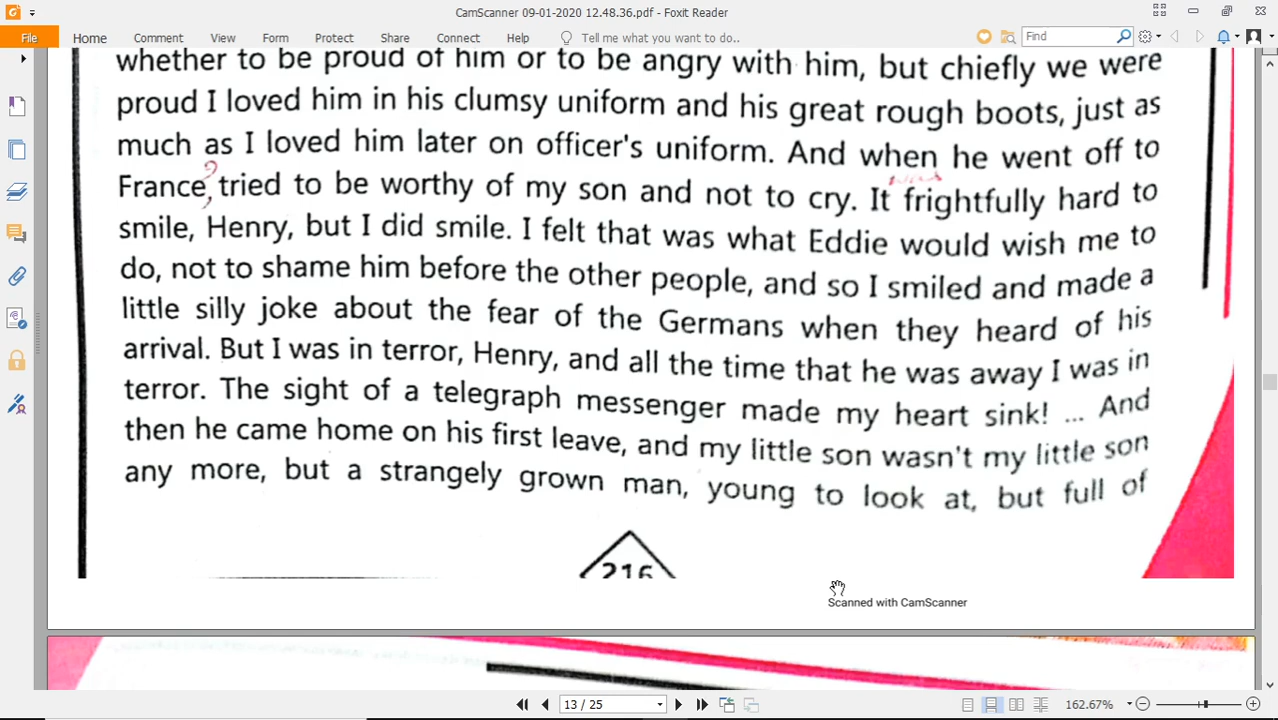 CamScanner 09-01-2020 12.48.36.pdf - Foxit Reader
File Home Comment View Form Protect Share Connect Help Tell me what you want to do.. Find
whether to be proud of him or to be angry with him, but chiefly we were
proud I loved him in his clumsy uniform and his great rough boots, just as
much as I loved him later on officer's uniform. And when he went off to
France, tried to be worthy of my son and not to cry. It frightfully hard to
smile, Henry, but I did smile. I felt that was what Eddie would wish me to
do, not to shame him before the other people, and so I smiled and made a
little silly joke about the fear of the Germans when they heard of his
arrival. But I was in terror, Henry, and all the time that he was away I was in
terror. The sight of a telegraph messenger made my heart sink! ... And
then he came home on his first leave, and my little son wasn't my little son
any more, but a strangely grown man, young to look at, but full of
216
Scanned with CamScanner
13 / 25
162.67%